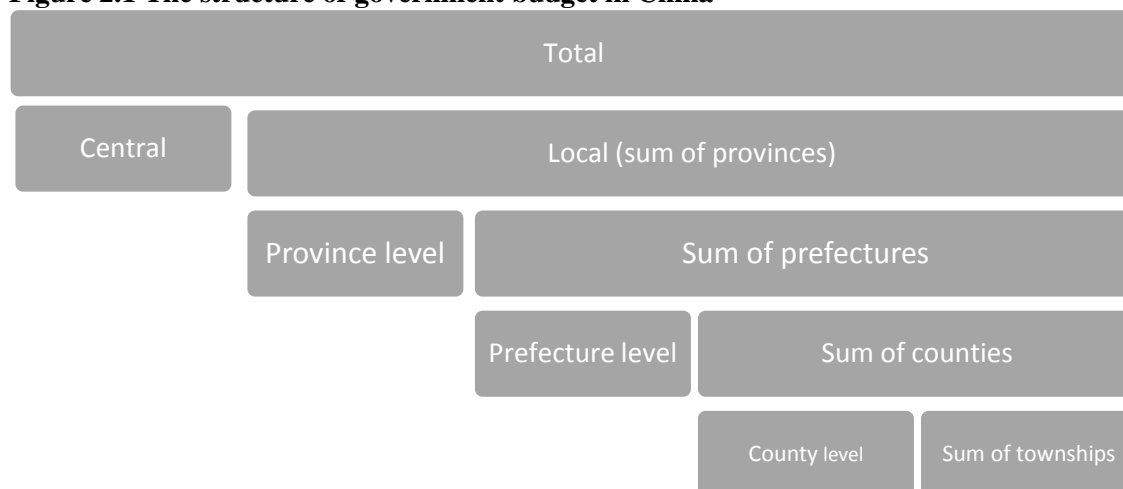 Figure 2.1 The structure of government budget in China
Total
Central
Local (sum of provinces)
Province level
Sum of prefectures
Prefecture level
Sum of counties
County level
Sum of townships